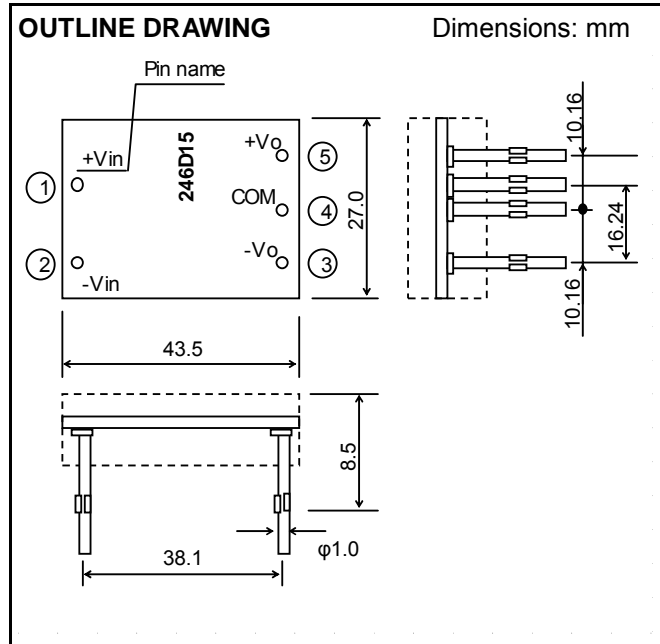 OUTLINE DRAWING
Dimensions: mm
Pin name
+Vin
1
2
-Vin
246D15
+Vo
5
COM
4
-Vo
3
27.0
10.16
16.24
10.16
43.5
8.5
38.1
φ1.0